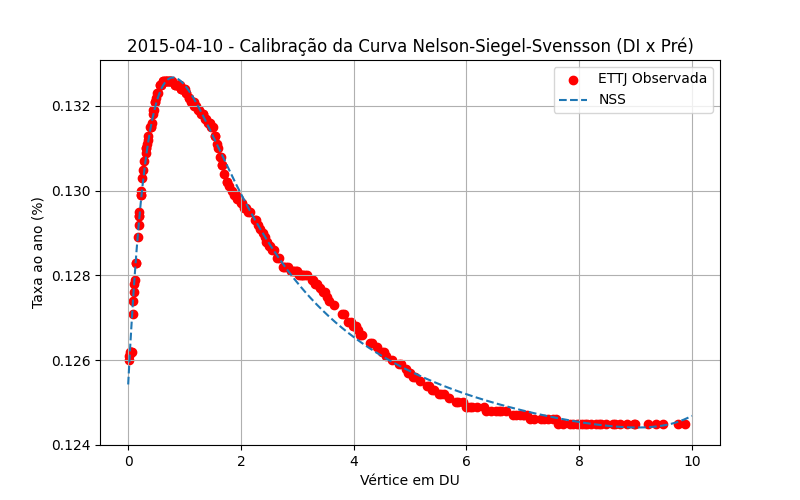 2015-04-10 - Calibração da Curva Nelson-Siegel-Svensson (DI x Pré)
ETTJ Observada
NSS
Taxa ao ano (%)
0.132
0.130
0.128
0.126
0.124
0 2 4 6 8 10
Vértice em DU